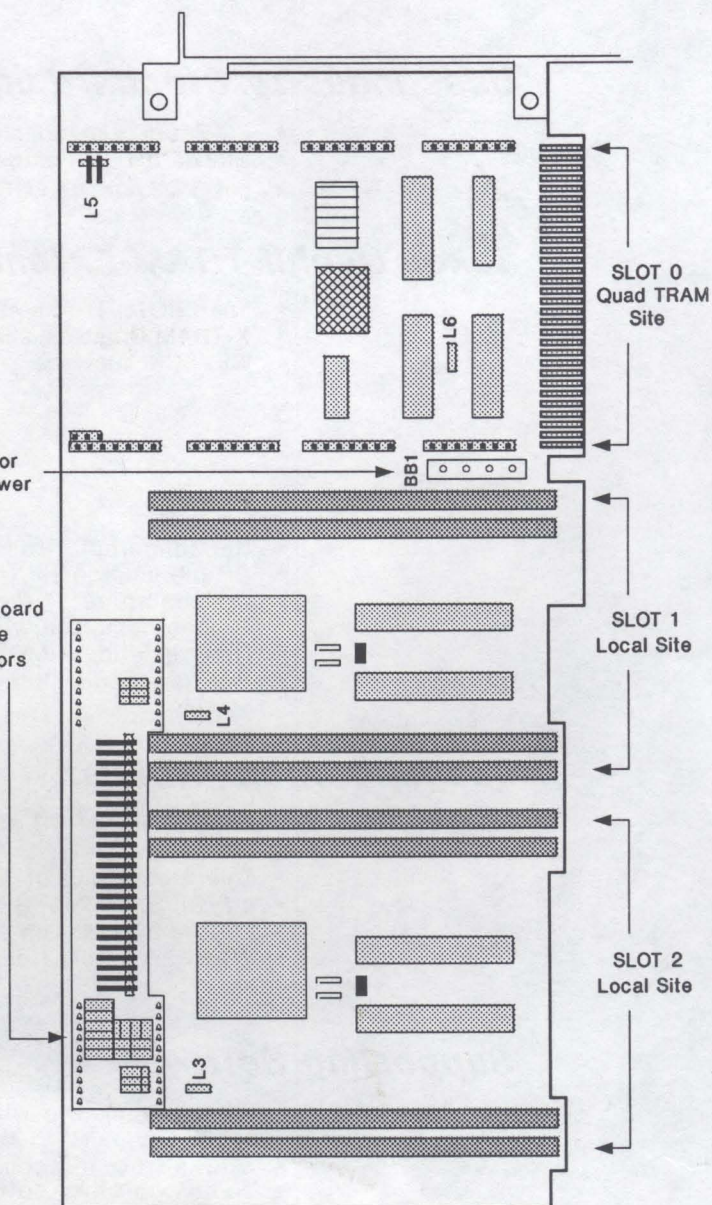 L5
SLOT 0
Quad TRAM
Site
L6
or
wer
BB1
SLOT 1
Local Site
oard
e
ors
L4
SLOT 2
Local Site
L3